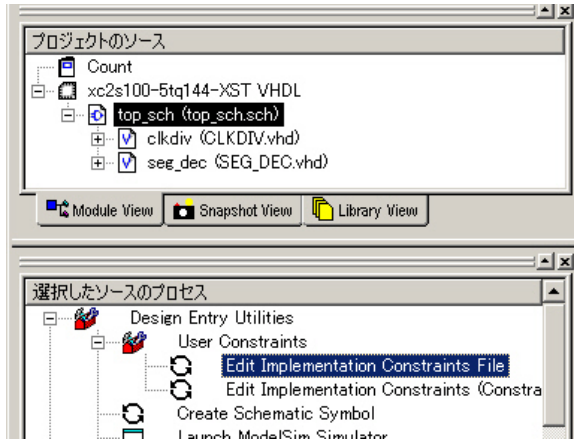 プロジェクトのソース
Count
xc2s100-5tq144-XST VHDL
top_sch (top_sch.sch)
clkdiv (CLKDIV.vhd)
seg_dec (SEG_DEC.vhd)
Module View Snapshot View Library View
選択したソースのプロセス
Design Entry Utilities
User Constraints
Edit Implementation Constraints File
Edit Implementation Constraints (Constra
Create Schematic Symbol
Launch ModelSim Simulator